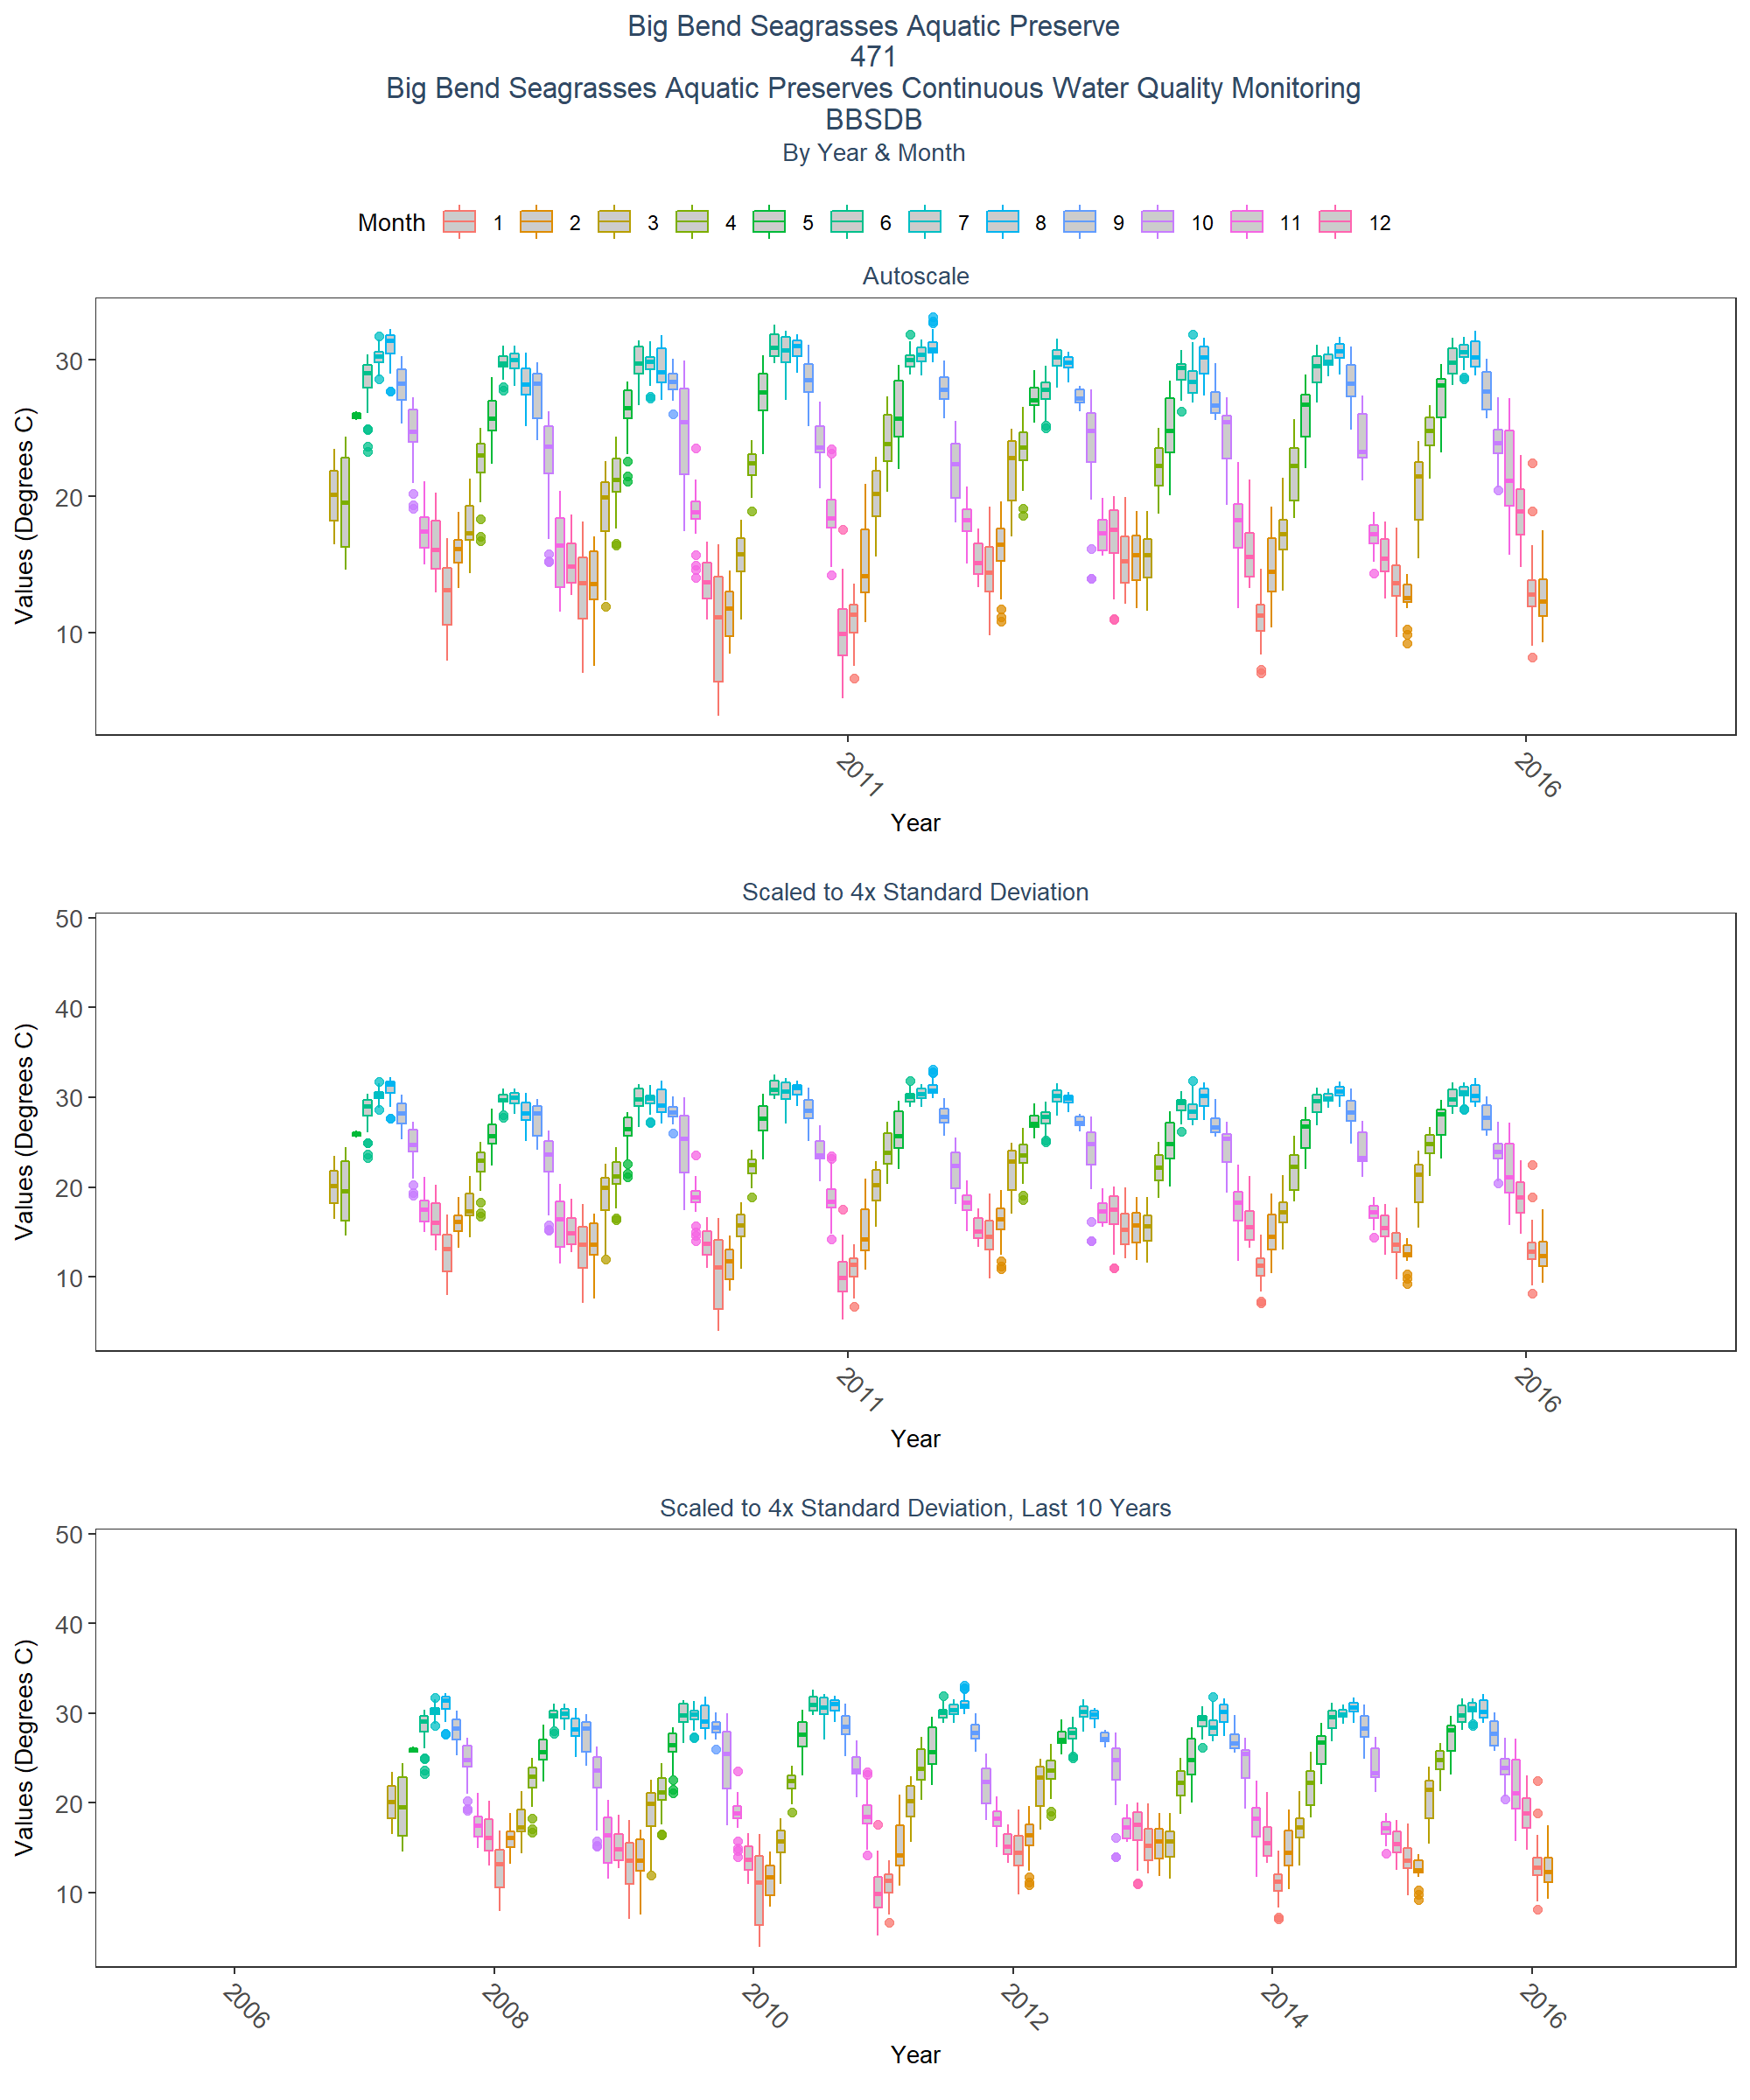 Big Bend Seagrasses Aquatic Preserve
471
Big Bend Seagrasses Aquatic Preserves Continuous Water Quality Monitoring
BBSDB
By Year & Month
Month 1 2 3 4 5 6 7 8 9 10 11 12
Autoscale
Values (Degrees C)
30
20
10
2011 2016
Year
Scaled to 4x Standard Deviation
Values (Degrees C)
50
40
30
20
10
2011 2016
Year
Scaled to 4x Standard Deviation, Last 10 Years
Values (Degrees C)
50
40
30
20
10
2006 2008 2010 2012 2014 2016
Year